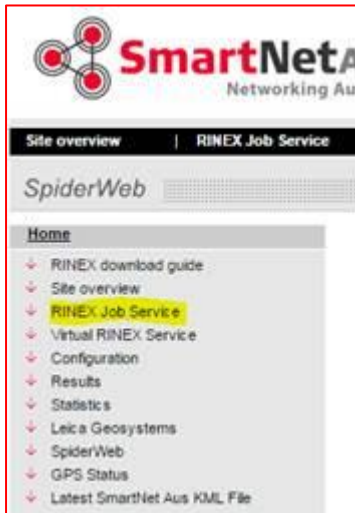 SmartNet
Networking
Site overview | RINEX Job Service
SpiderWeb
Home
RINEX download guide
Site overview
RINEX Job Service
Virtual RINEX Service
Configuration
Results
Statistics
Leica Geosystems
SpiderWeb
GPS Status
Latest SmartNet Aus KML File